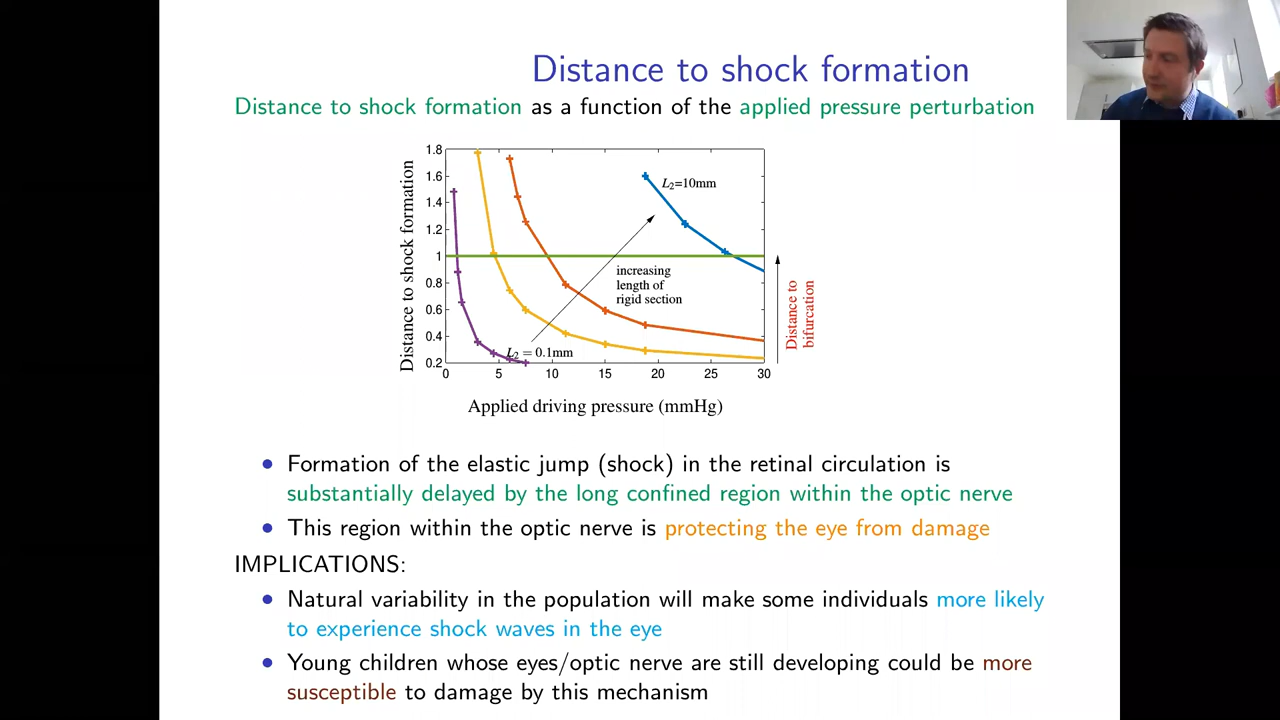 Distance to shock formation
Distance to shock formation as a function of the applied pressure perturbation
Distance to shock formation
1.8
1.6
1.4
1.2
1
0.8
0.6
0.4
0.2
L₂=10mm
increasing
length of
rigid section
L₂ = 0.1mm
0 5 10 15 20 25 30
Applied driving pressure (mmHg)
Distance to
bifurcation
• Formation of the elastic jump (shock) in the retinal circulation is
substantially delayed by the long confined region within the optic nerve
• This region within the optic nerve is protecting the eye from damage
IMPLICATIONS:
• Natural variability in the population will make some individuals more likely
to experience shock waves in the eye
• Young children whose eyes/optic nerve are still developing could be more
susceptible to damage by this mechanism